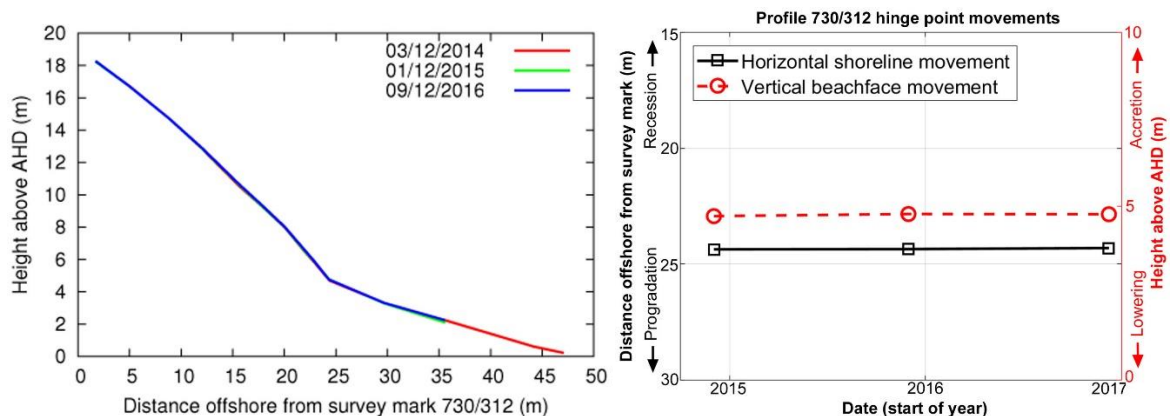 20
18
16
14
12
10
8
6
4
2
0
0
5
10
15
20
25
30
35
40
45
50
Height above AHD (m)
Distance offshore from survey mark 730/312 (m)
03/12/2014
01/12/2015
09/12/2016
Profile 730/312 hinge point movements
Horizontal shoreline movement
Vertical beachface movement
15
20
25
30
Distance offshore from survey mark (m)
Progradation
Recession
2015
2016
2017
Date (start of year)
10
5
0
Lowering
Accretion
Height above AHD (m)